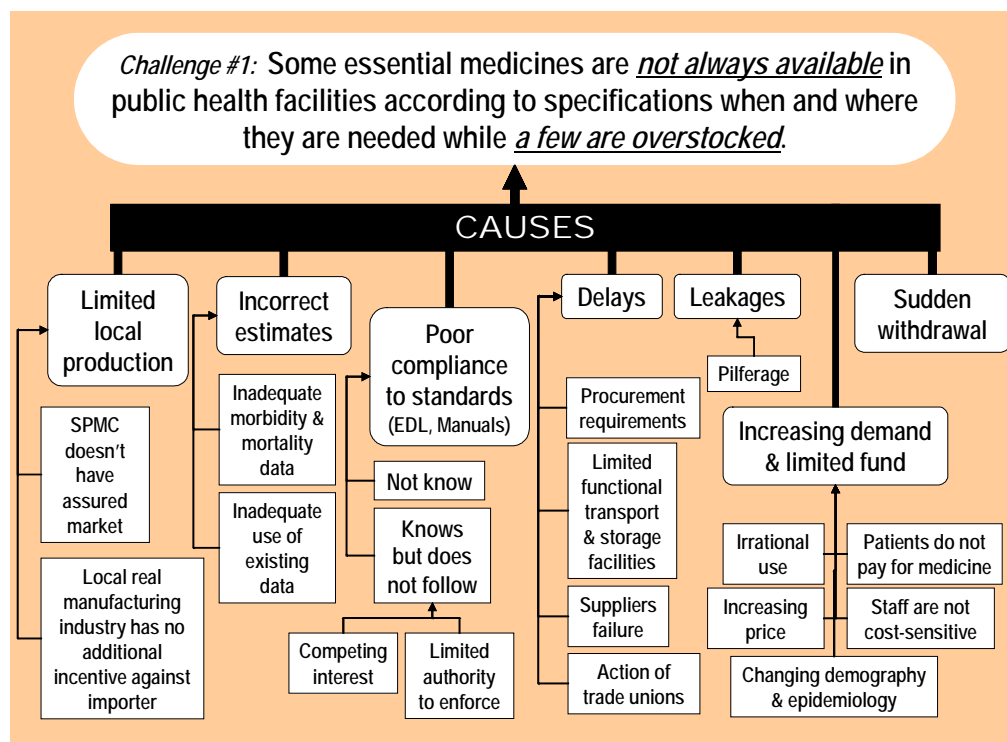 Challenge #1: Some essential medicines are not always available in
public health facilities according to specifications when and where
they are needed while a few are overstocked.
CAUSES
Limited
local
production
SPMC
doesn't
have
assured
market
Local real
manufacturing
industry has no
additional
incentive against
importer
Incorrect
estimates
Inadequate
morbidity &
mortality
data
Inadequate
use of
existing
data
Poor
compliance
to standards
(EDL, Manuals)
Not know
Knows
but does
not follow
Competing
interest
Limited
authority
to enforce
Delays
Procurement
requirements
Limited
functional
transport
& storage
facilities
Suppliers
failure
Action of
trade unions
Leakages
Pilferage
Increasing demand
& limited fund
Irrational
use
Patients do not
pay for medicine
Increasing
price
Staff are not
cost-sensitive
Changing demography
& epidemiology
Sudden
withdrawal